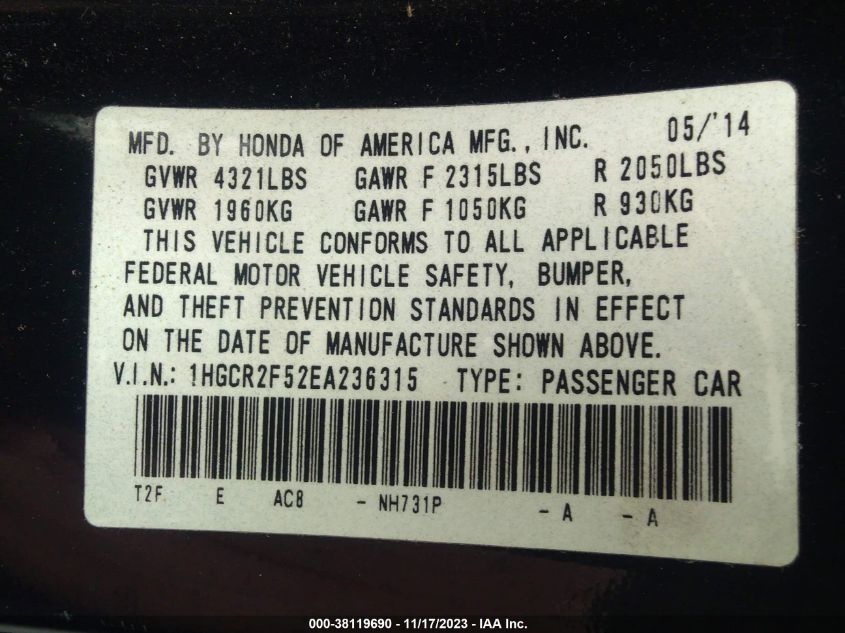 MFD. BY HONDA OF AMERICA MFG., INC. 05/'14
GVWR 4321LBS GAWR F 2315LBS R 2050LBS
GVWR 1960KG GAWR F 1050KG R 930KG
THIS VEHICLE CONFORMS TO ALL APPLICABLE
FEDERAL MOTOR VEHICLE SAFETY, BUMPER,
AND THEFT PREVENTION STANDARDS IN EFFECT
ON THE DATE OF MANUFACTURE SHOWN ABOVE.
V.I.N.: 1HGCR2F52EA236315 TYPE: PASSENGER CAR
T2F E AC8 - NH731P - A - A
000-38119690 - 11/17/2023 - IAA Inc.